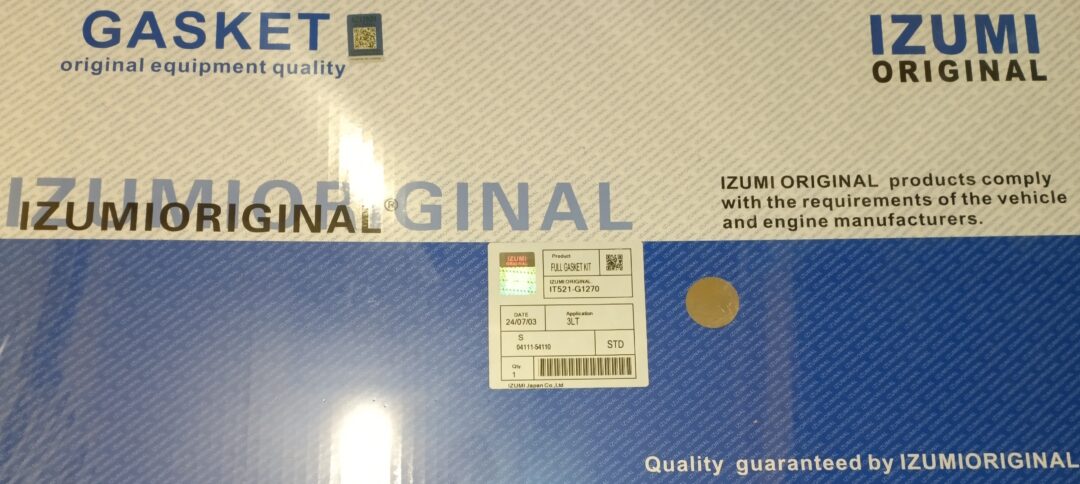 GASKET
original equipment quality
IZUMI
ORIGINAL
IZUMIORIGINAL
IZUMIORIGINAL®
IZUMI ORIGINAL products comply
with the requirements of the vehicle
and engine manufacturers.
IZUMI
ORIGINAL
Product
FULL GASKET KIT
IZUMIORIGINAL
IT521-G1270
DATE
24/07/03
Application
3LT
S
04111-54110
STD
Qty
1
IZUMI Japan Co.,Ltd
Quality guaranteed by IZUMIORIGINAL